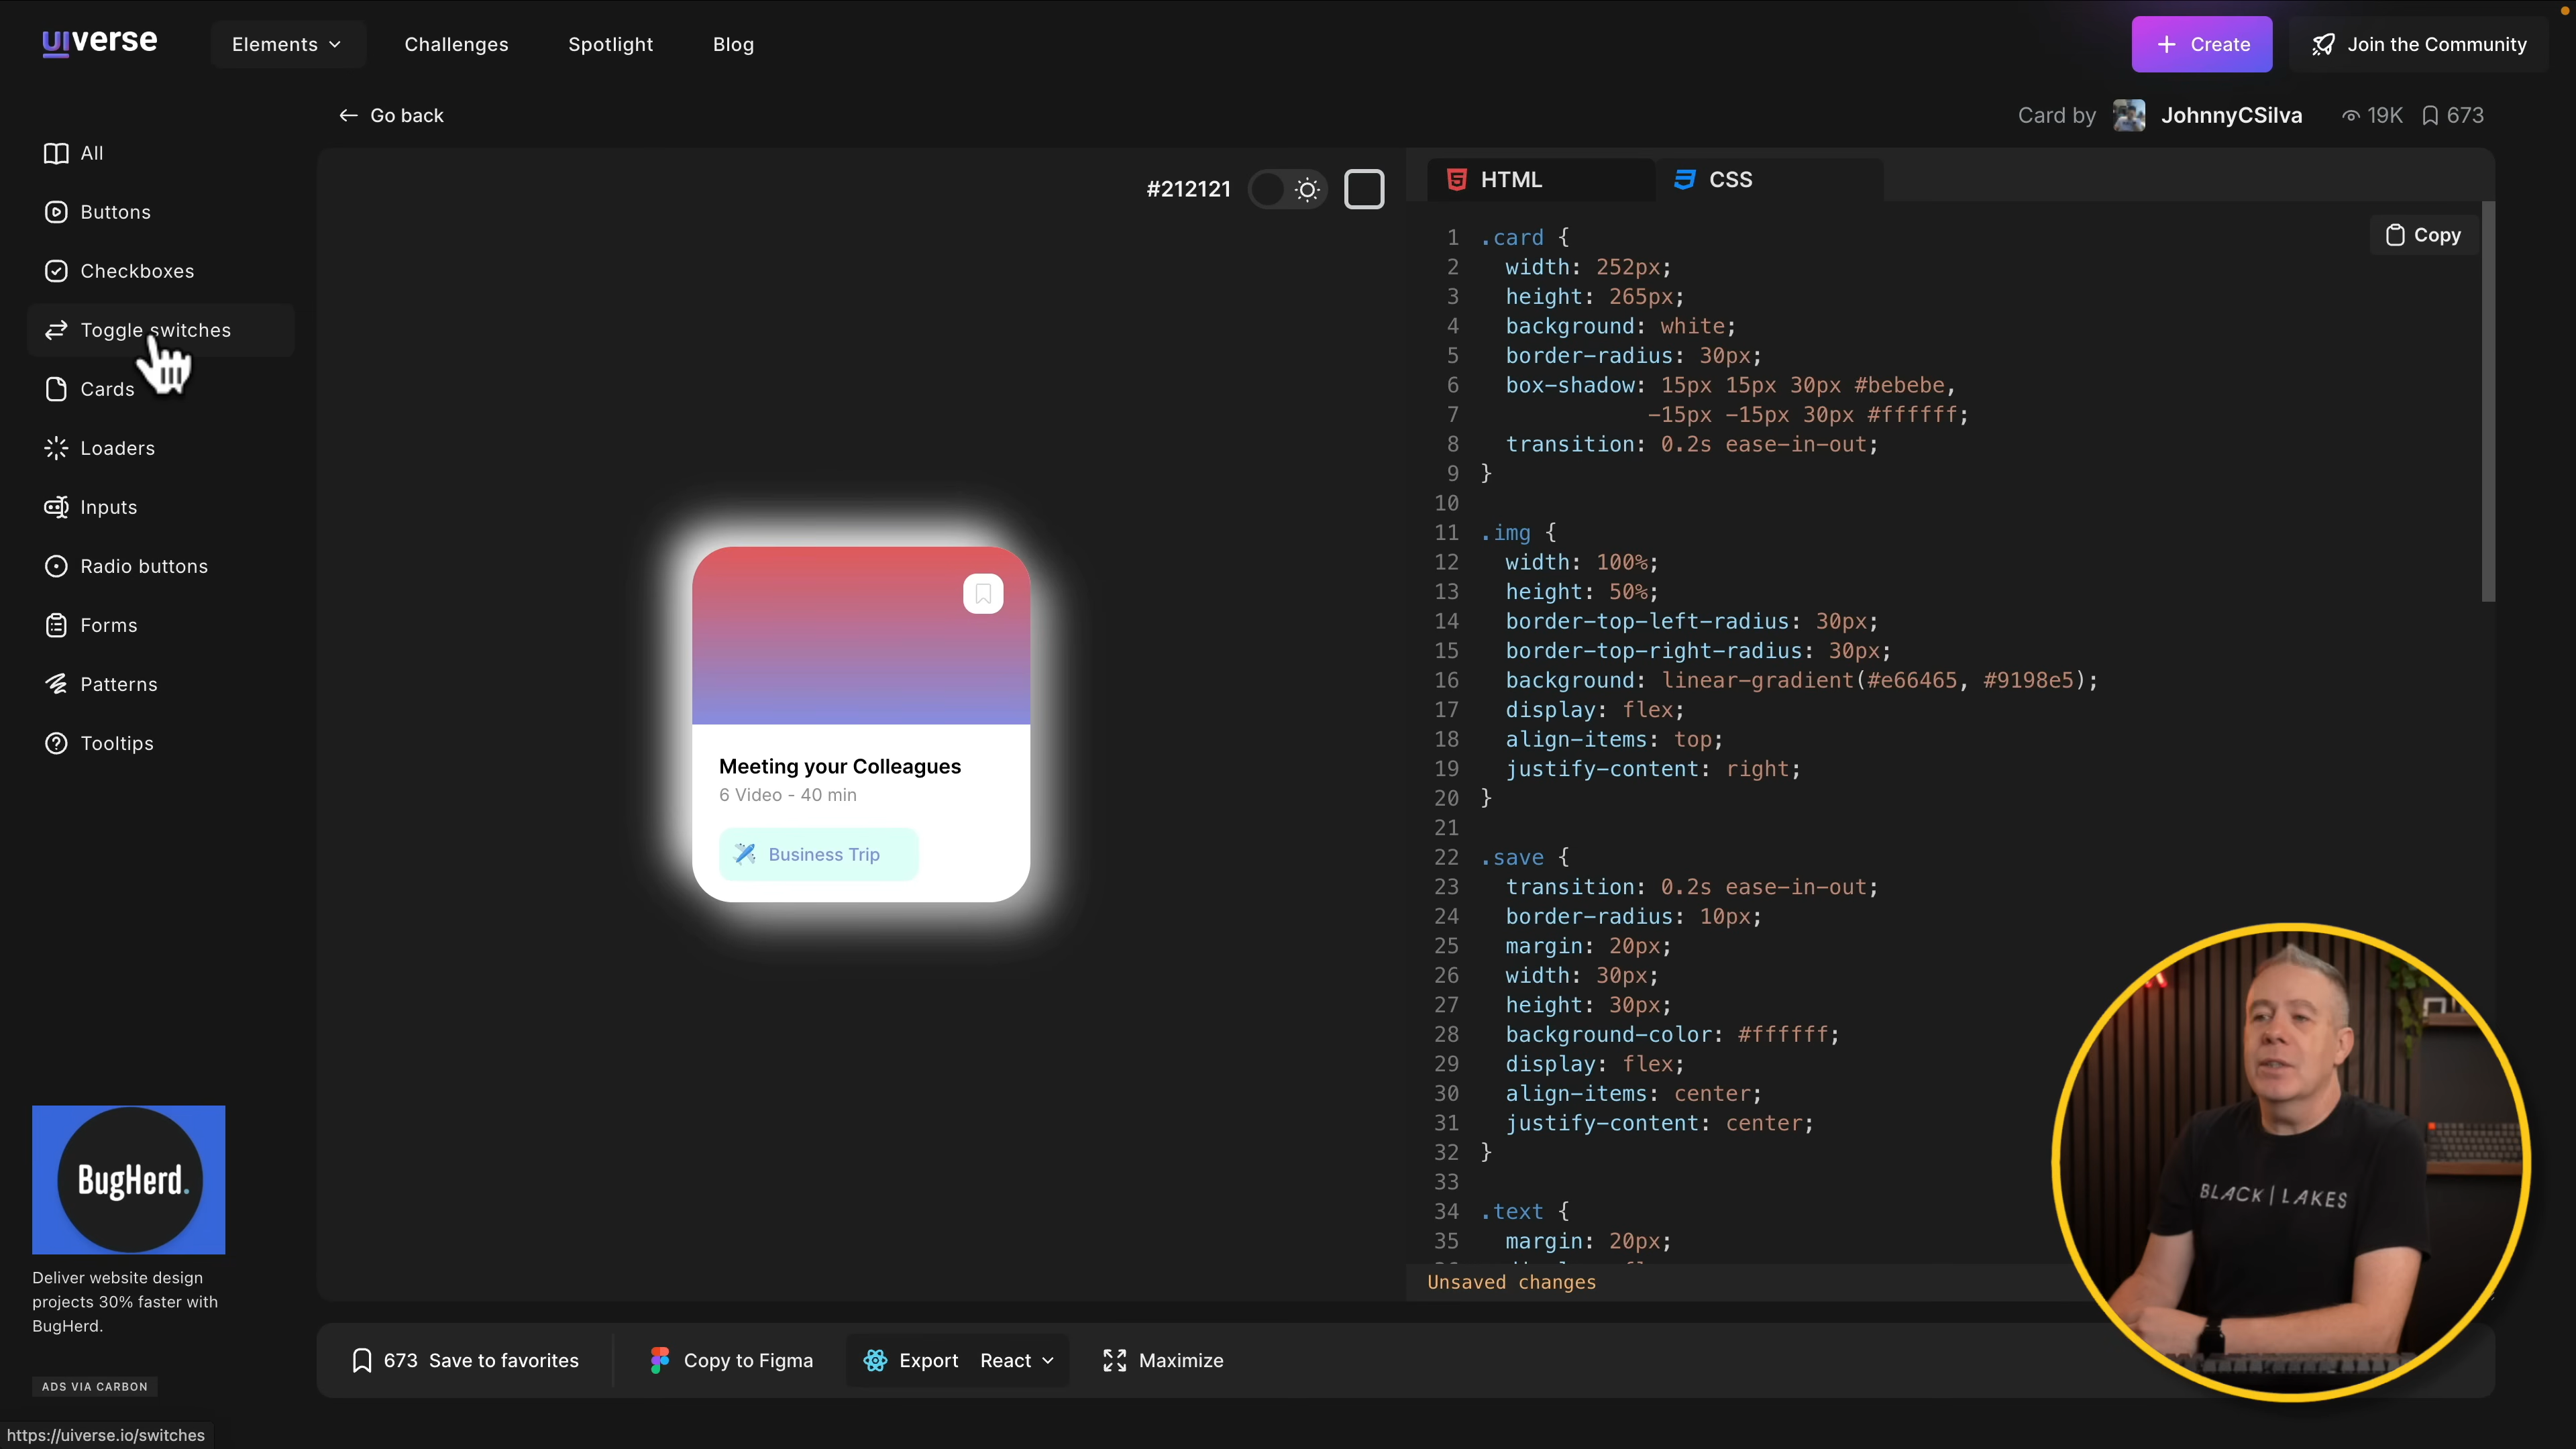 uiverse
Elements
Challenges
Spotlight
Blog
Create
Join the Community
Go back
Card by JohnnyCSilva 19K 673
All
Buttons
Checkboxes
Toggle switches
Cards
Loaders
Inputs
Radio buttons
Forms
Patterns
Tooltips
#212121
HTML
CSS
Copy
1 .card {
2 width: 252px;
3 height: 265px;
4 background: white;
5 border-radius: 30px;
6 box-shadow: 15px 15px 30px #bebebe,
7 -15px -15px 30px #ffffff;
8 transition: 0.2s ease-in-out;
9 }
10
11 .img {
12 width: 100%;
13 height: 50%;
14 border-top-left-radius: 30px;
15 border-top-right-radius: 30px;
16 background: linear-gradient(#e66465, #9198e5);
17 display: flex;
18 align-items: top;
19 justify-content: right;
20 }
21
22 .save {
23 transition: 0.2s ease-in-out;
24 border-radius: 10px;
25 margin: 20px;
26 width: 30px;
27 height: 30px;
28 background-color: #ffffff;
29 display: flex;
30 align-items: center;
31 justify-content: center;
32 }
33
34 .text {
35 margin: 20px;
Unsaved changes
Meeting your Colleagues
6 Video - 40 min
Business Trip
BugHerd.
Deliver website design
projects 30% faster with
BugHerd.
ADS VIA CARBON
673 Save to favorites
Copy to Figma
Export React
Maximize
BLACK | LAKES
https://uiverse.io/switches